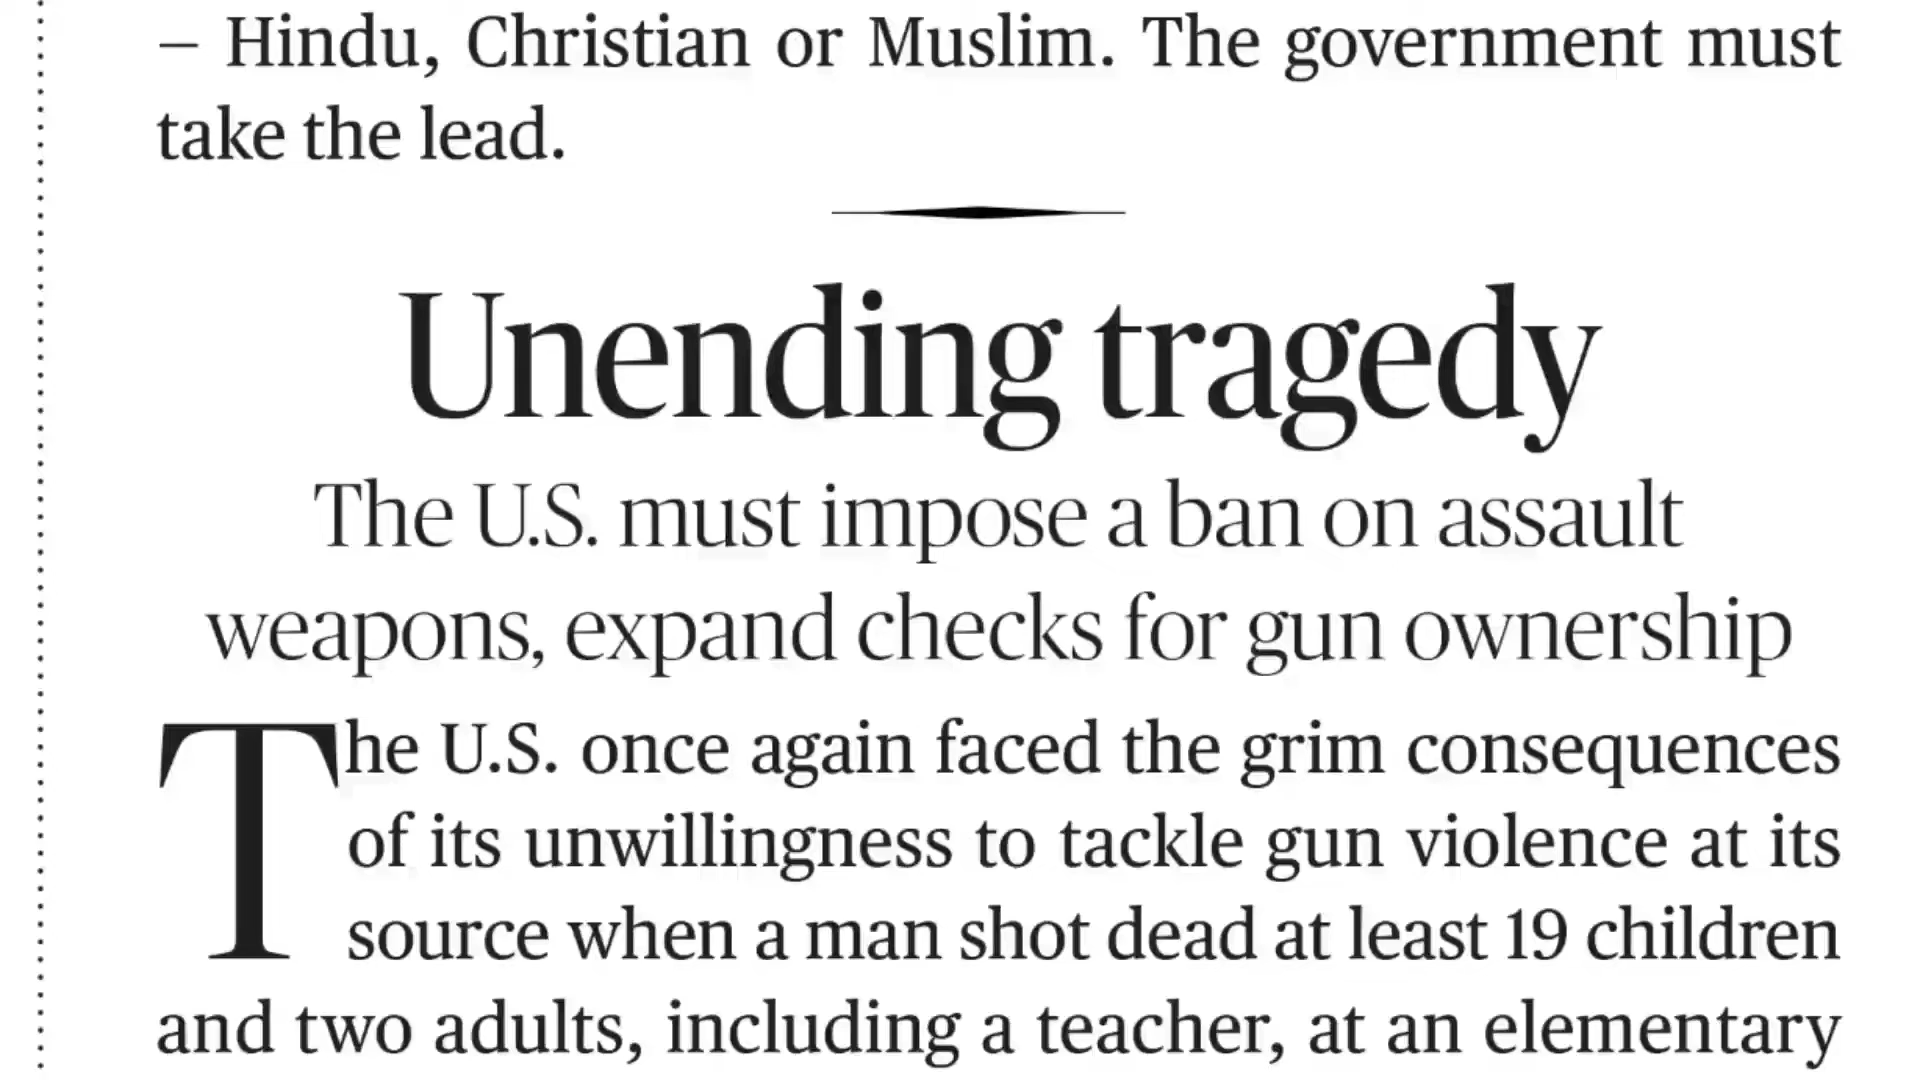 – Hindu, Christian or Muslim. The government must
take the lead.
Unending tragedy
The U.S. must impose a ban on assault
weapons, expand checks for gun ownership
The U.S. once again faced the grim consequences
of its unwillingness to tackle gun violence at its
source when a man shot dead at least 19 children
and two adults, including a teacher, at an elementary